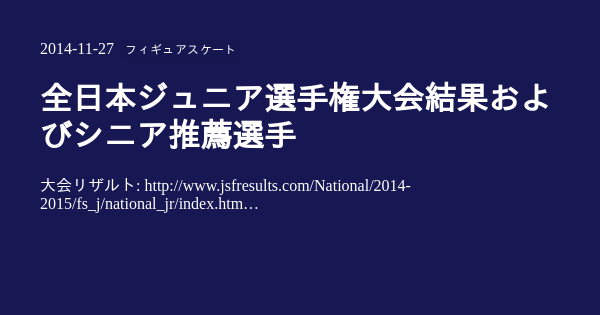 2014-11-27 フィギュアスケート
全日本ジュニア選手権大会結果およ
びシニア推薦選手
大会リザルト: http://www.jsfresults.com/National/2014-
2015/fs_j/national_jr/index.htm…